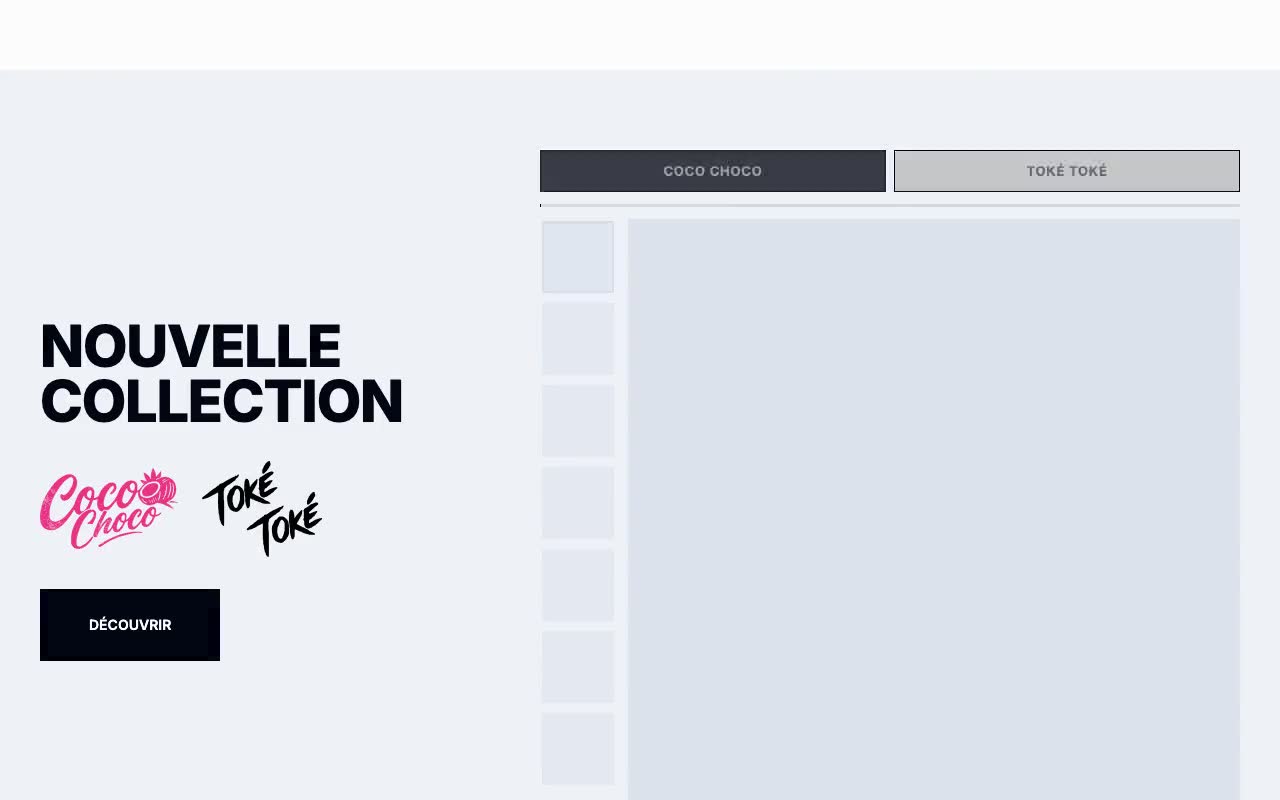 NOUVELLE
COLLECTION
Coco
Choco
TOKÉ
TOKÉ
DÉCOUVRIR
COCO CHOCO
TOKÉ TOKÉ